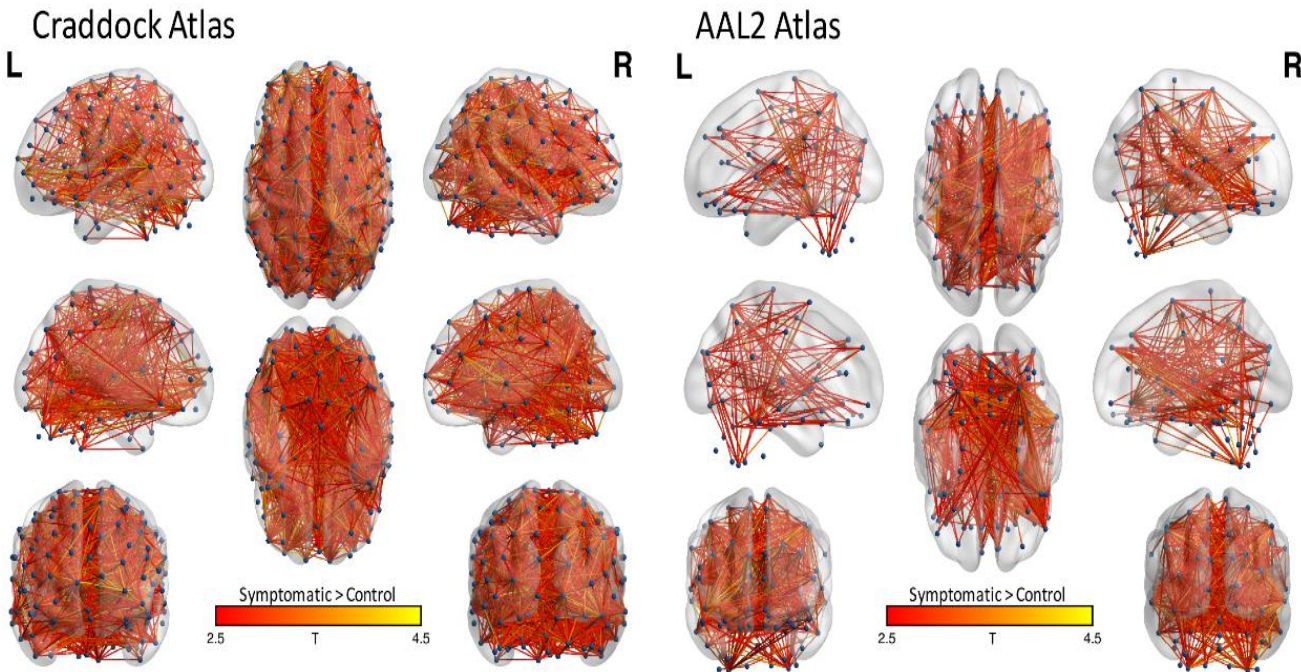 Craddock Atlas
L
R
Symptomatic > Control
2.5
4.5
T
AAL2 Atlas
L
R
Symptomatic > Control
2.5
4.5
T